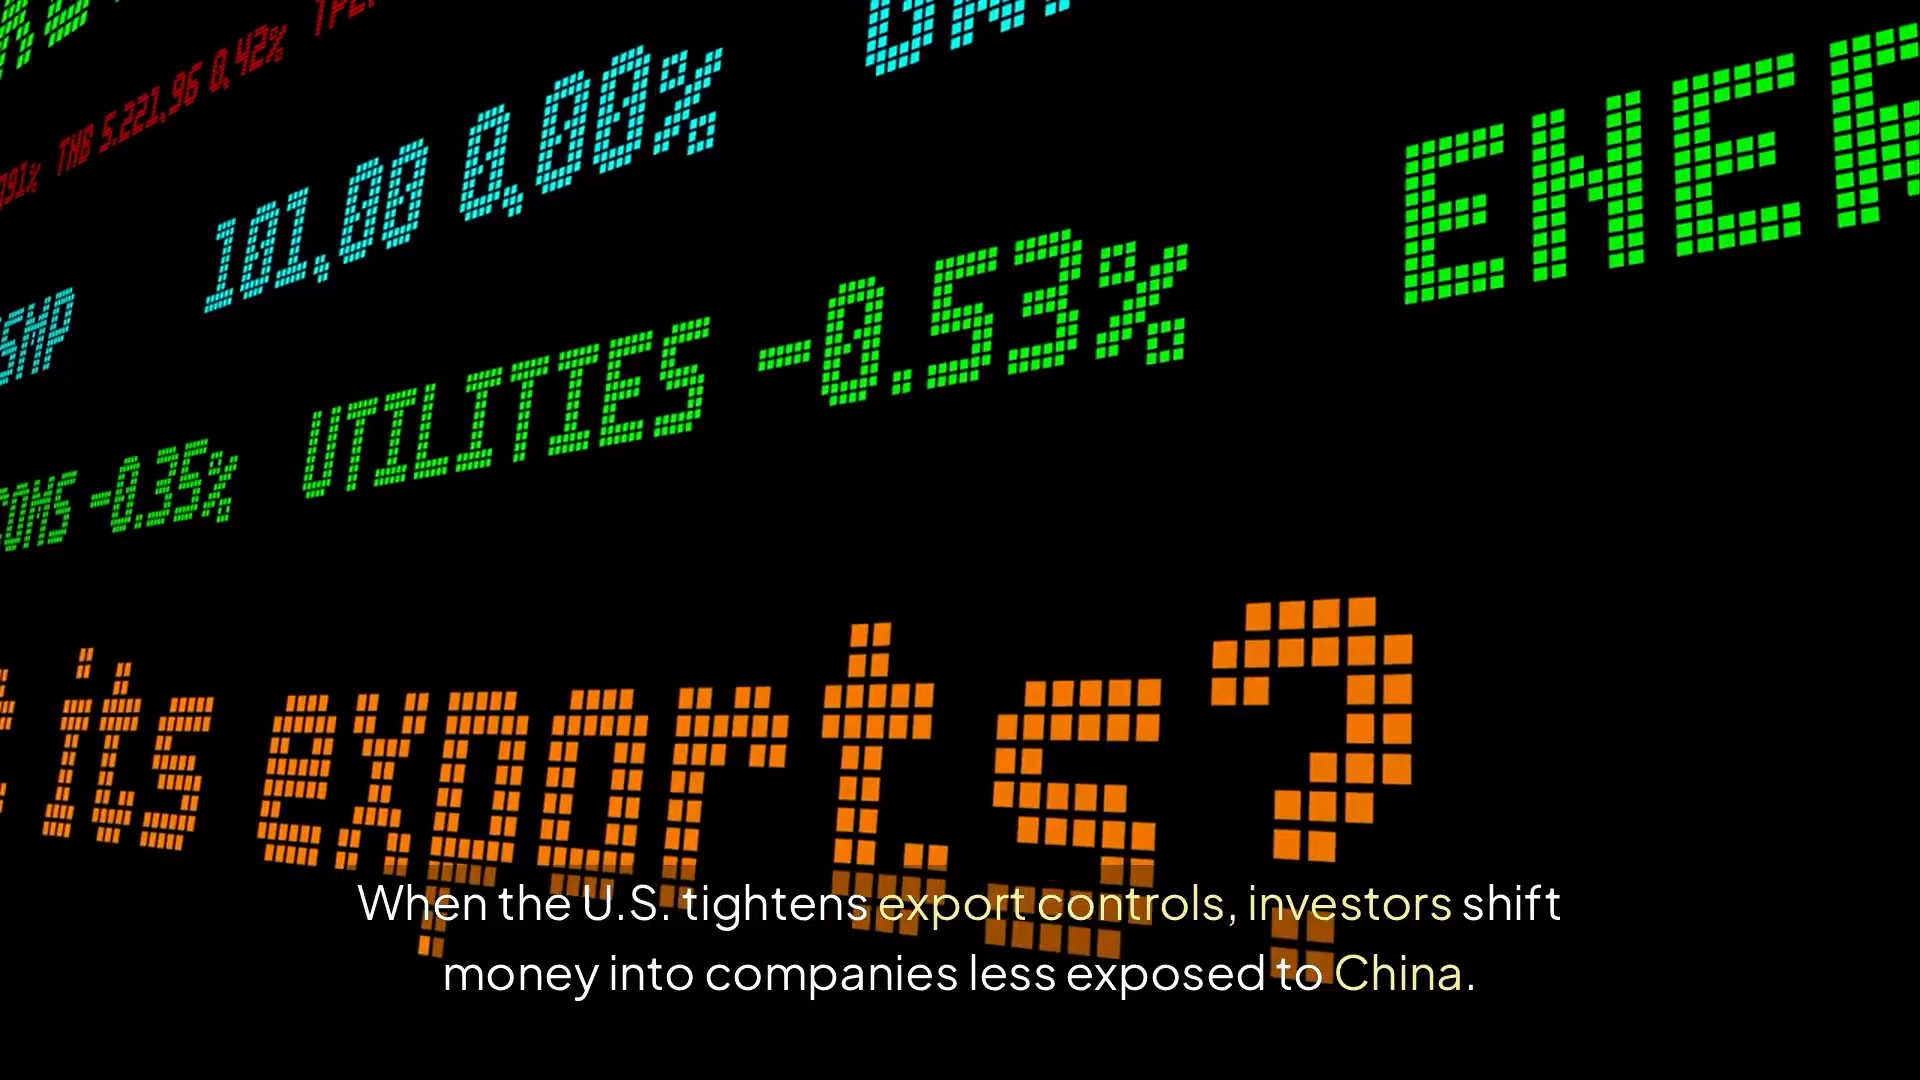 TNB 5.221,96 0,42%
101,00 0,00%
UTILITIES -0.53%
-0.35%
its exports?
When the U.S. tightens export controls, investors shift
money into companies less exposed to China.